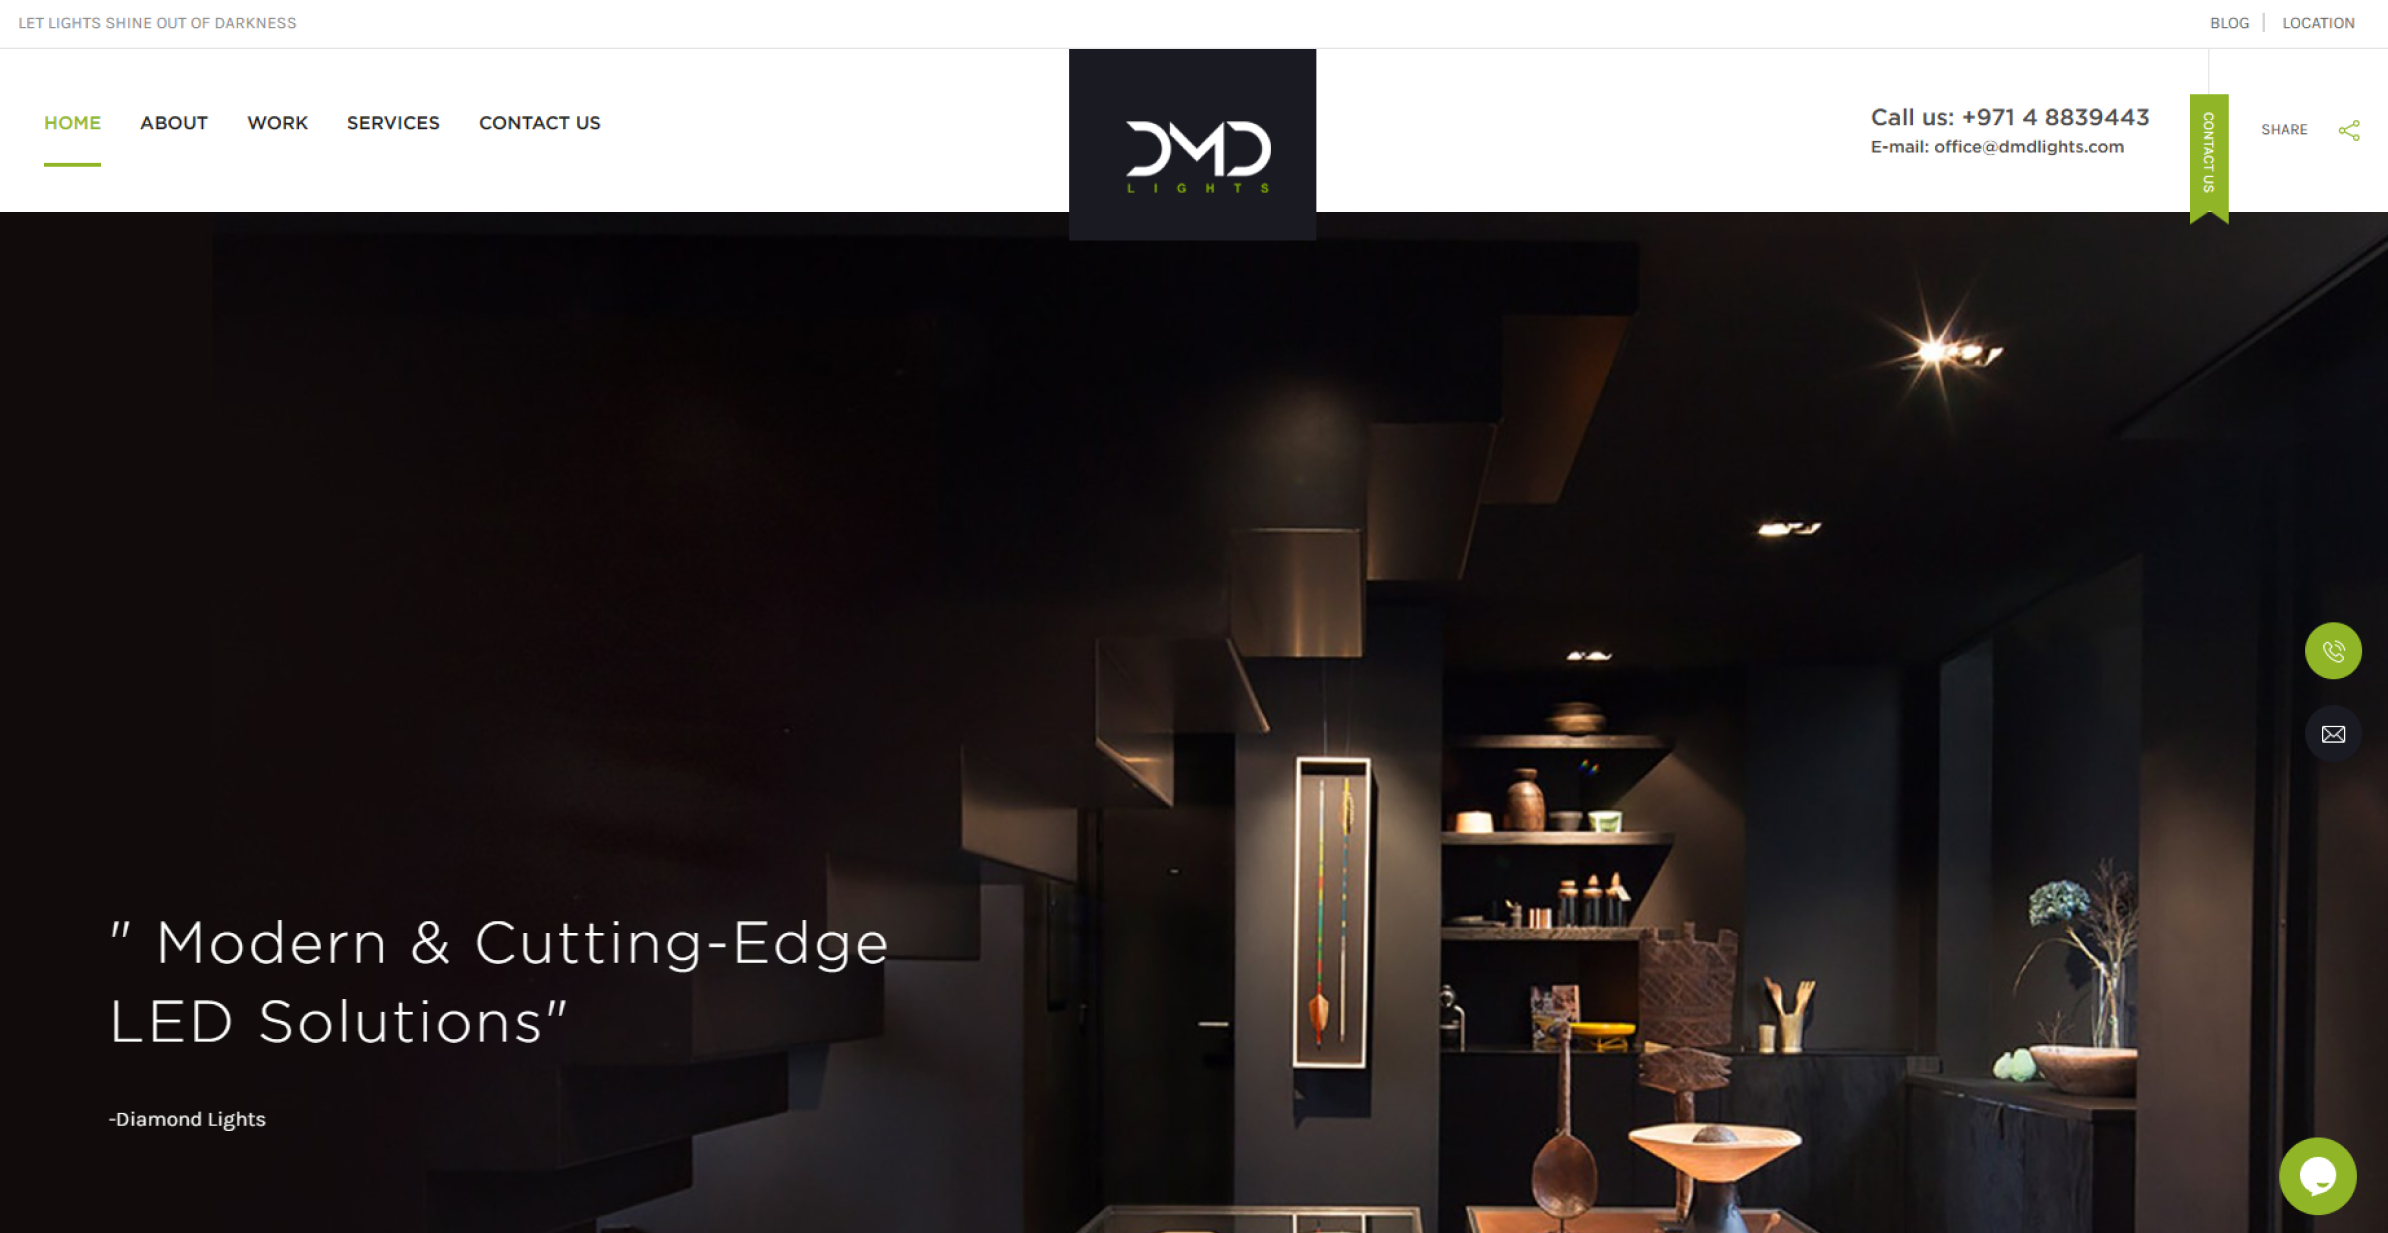 LET LIGHTS SHINE OUT OF DARKNESS
BLOG
LOCATION
HOME
ABOUT
WORK
SERVICES
CONTACT US
DMD
LIGHTS
Call us: +971 4 8839443
E-mail: office@dmdlights.com
CONTACT US
SHARE
" Modern & Cutting-Edge
LED Solutions"
-Diamond Lights